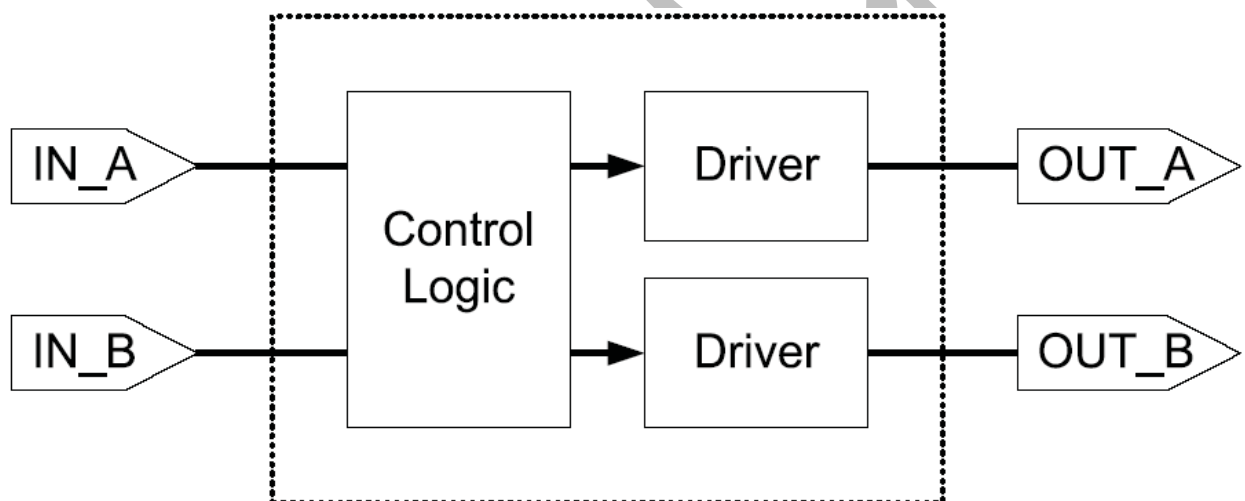 IN_A
Control
Logic
Driver
OUT_A
IN_B
Driver
OUT_B